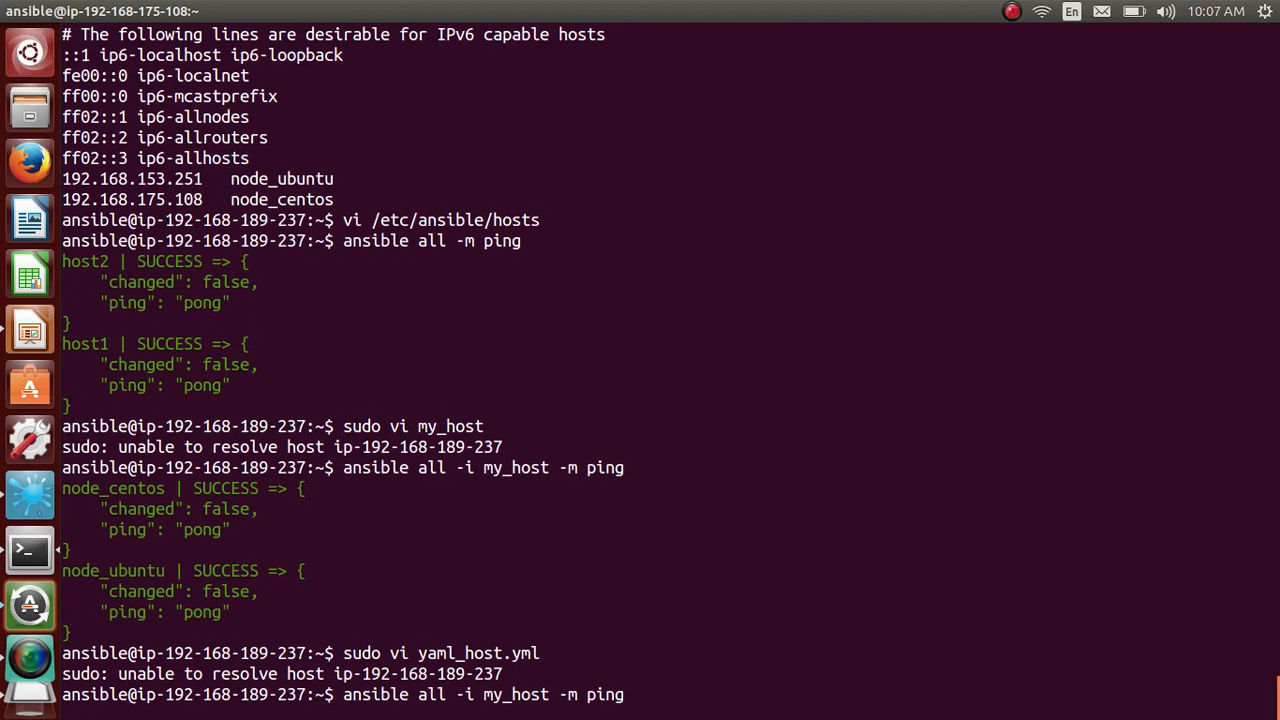 ansible@ip-192-168-175-108:~
En
10:07 AM
# The following lines are desirable for IPv6 capable hosts
::1 ip6-localhost ip6-loopback
fe00::0 ip6-localnet
ff00::0 ip6-mcastprefix
ff02::1 ip6-allnodes
ff02::2 ip6-allrouters
ff02::3 ip6-allhosts
192.168.153.251   node_ubuntu
192.168.175.108   node_centos
ansible@ip-192-168-189-237:~$ vi /etc/ansible/hosts
ansible@ip-192-168-189-237:~$ ansible all -m ping
host2 | SUCCESS => {
    "changed": false,
    "ping": "pong"
}
host1 | SUCCESS => {
    "changed": false,
    "ping": "pong"
}
ansible@ip-192-168-189-237:~$ sudo vi my_host
sudo: unable to resolve host ip-192-168-189-237
ansible@ip-192-168-189-237:~$ ansible all -i my_host -m ping
node_centos | SUCCESS => {
    "changed": false,
    "ping": "pong"
}
node_ubuntu | SUCCESS => {
    "changed": false,
    "ping": "pong"
}
ansible@ip-192-168-189-237:~$ sudo vi yaml_host.yml
sudo: unable to resolve host ip-192-168-189-237
ansible@ip-192-168-189-237:~$ ansible all -i my_host -m ping